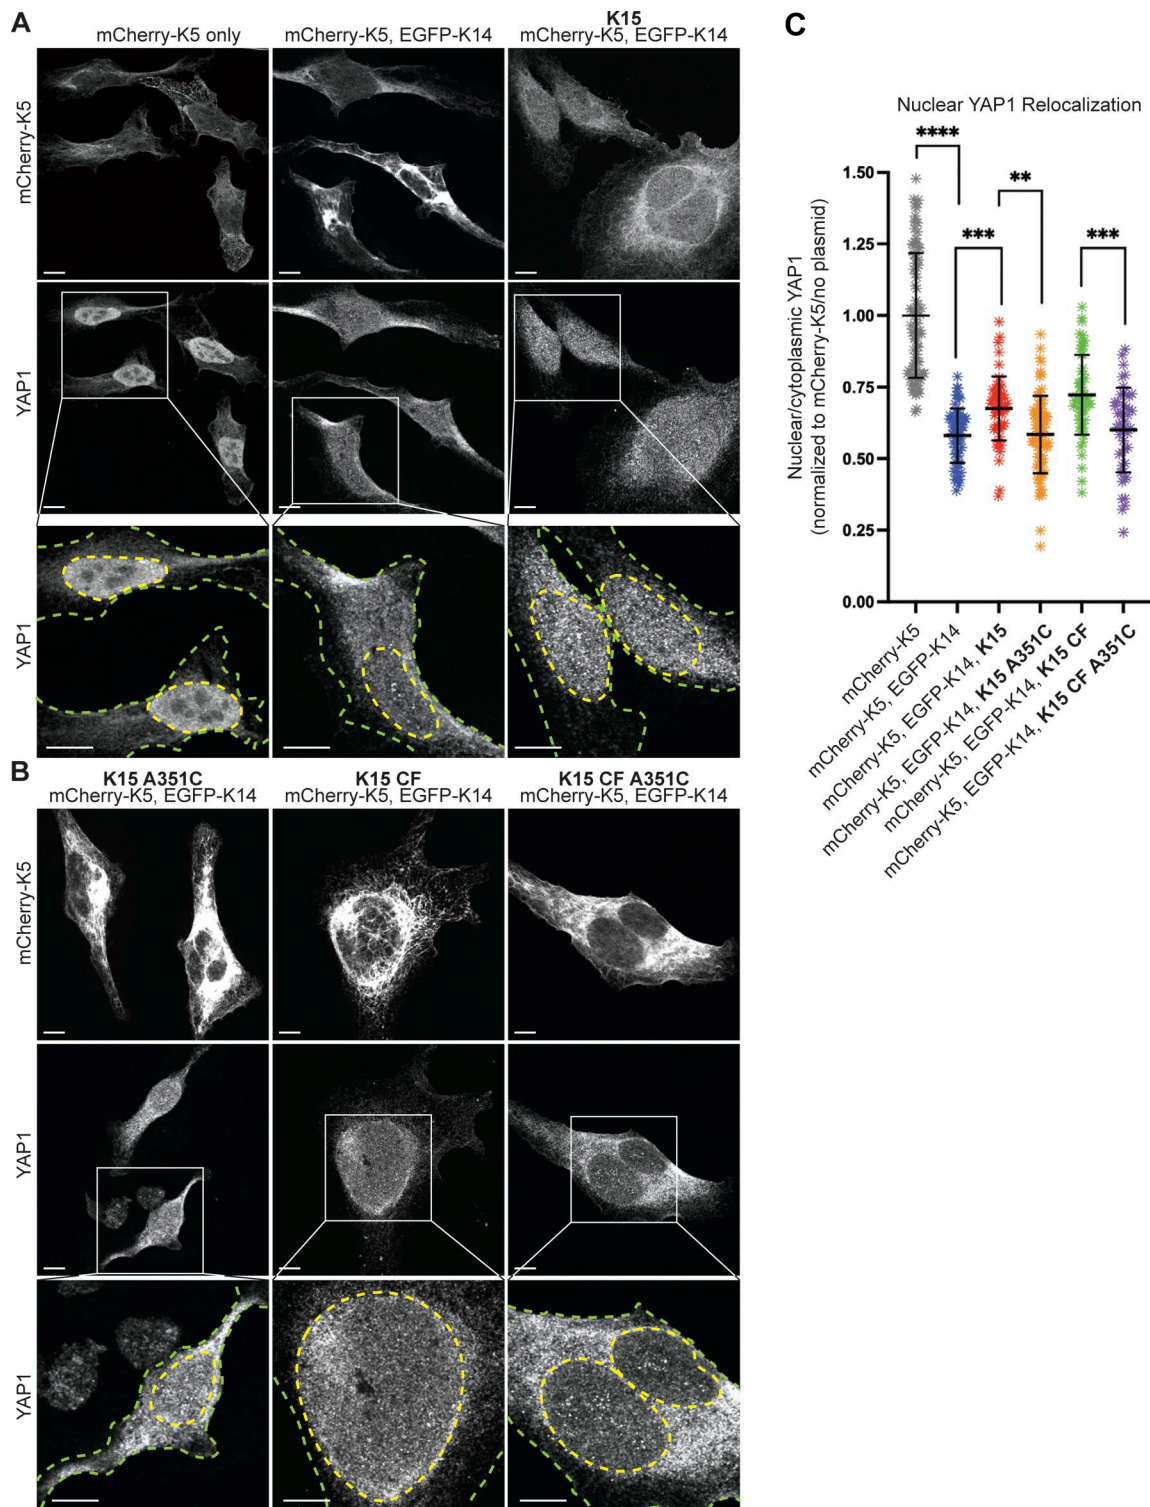 A
mCherry-K5 only
mCherry-K5, EGFP-K14
K15
mCherry-K5, EGFP-K14
mCherry-K5
YAP1
YAP1
B
K15 A351C
mCherry-K5, EGFP-K14
K15 CF
mCherry-K5, EGFP-K14
K15 CF A351C
mCherry-K5, EGFP-K14
mCherry-K5
YAP1
YAP1
C
Nuclear YAP1 Relocalization
Nuclear/cytoplasmic YAP1
(normalized to mCherry-K5/no plasmid)
1.50
1.25
1.00
0.75
0.50
0.25
0.00
****
***
**
***
mCherry-K5
mCherry-K5, EGFP-K14
mCherry-K5, EGFP-K14, K15
mCherry-K5, EGFP-K14, K15 A351C
mCherry-K5, EGFP-K14, K15 CF
mCherry-K5, EGFP-K14, K15 CF A351C